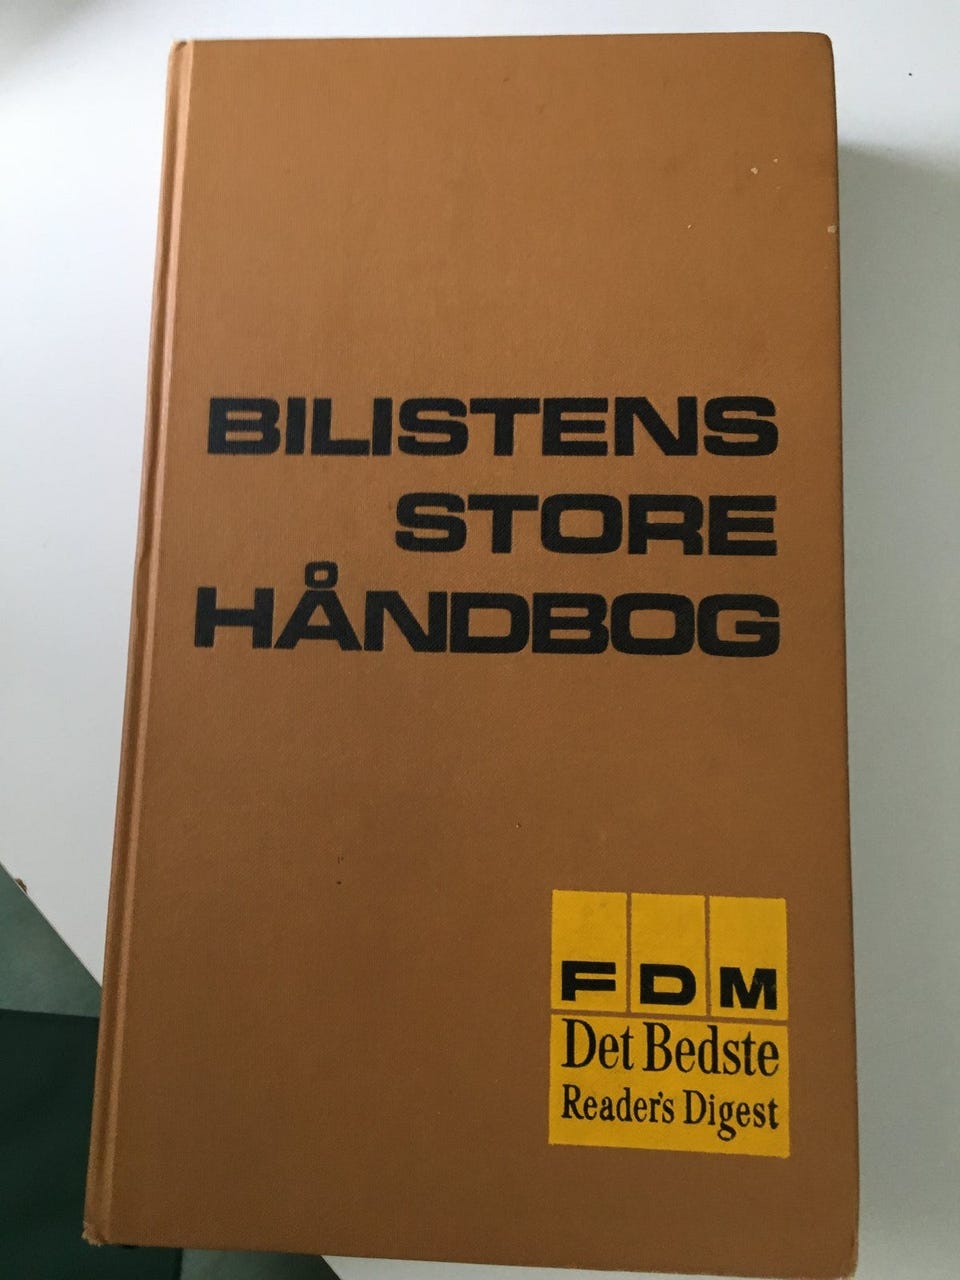 BILISTENS
STORE
HÅNDBOG
FDM
Det Bedste
Reader's Digest